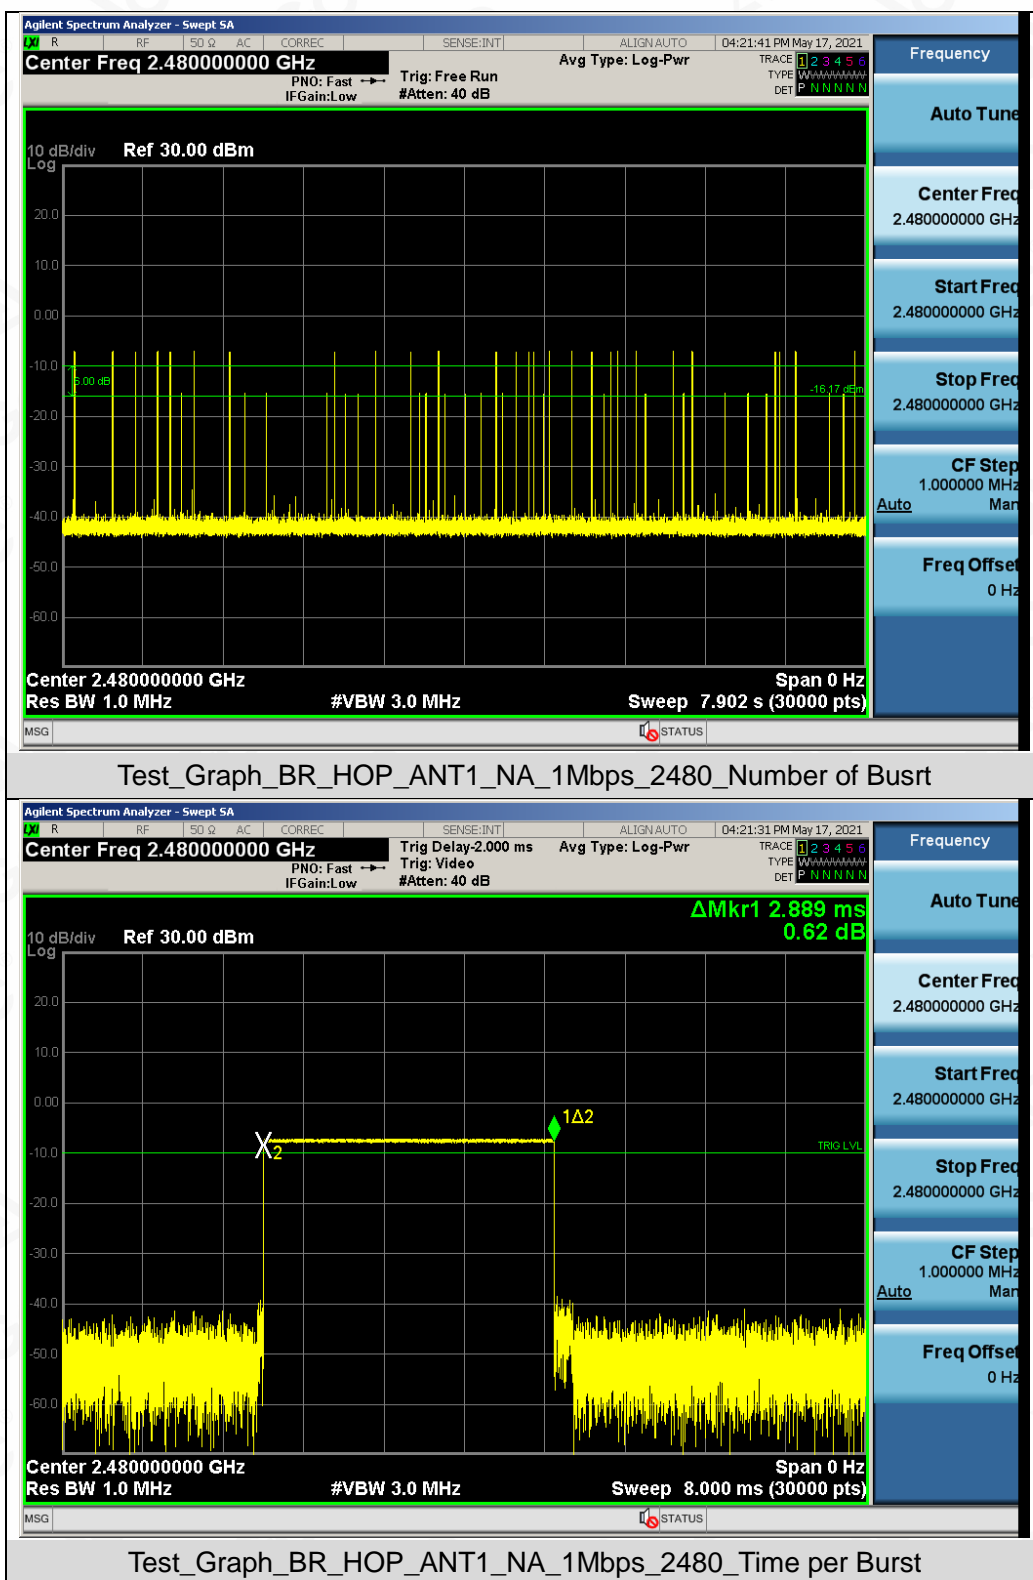 Agilent Spectrum Analyzer - Swept SA
LXI R RF 50 Ω AC CORREC SENSE:INT ALIGNAUTO 04:21:41 PM May 17, 2021
Center Freq 2.480000000 GHz Avg Type: Log-Pwr TRACE 1 2 3 4 5 6
PNO: Fast Trig: Free Run TYPE WWWWWW
IFGain:Low #Atten: 40 dB DET P N N N N N
10 dB/div Ref 30.00 dBm
Log
20.0
10.0
0.00
-10.0
6.00 dB
-16.17 dBm
-20.0
-30.0
-40.0
-50.0
-60.0
Center 2.480000000 GHz Span 0 Hz
Res BW 1.0 MHz #VBW 3.0 MHz Sweep 7.902 s (30000 pts)
MSG STATUS
Frequency
Auto Tune
Center Freq
2.480000000 GHz
Start Freq
2.480000000 GHz
Stop Freq
2.480000000 GHz
CF Step
1.000000 MHz
Auto Man
Freq Offset
0 Hz
Test_Graph_BR_HOP_ANT1_NA_1Mbps_2480_Number of Busrt
Agilent Spectrum Analyzer - Swept SA
LXI R RF 50 Ω AC CORREC SENSE:INT ALIGNAUTO 04:21:31 PM May 17, 2021
Center Freq 2.480000000 GHz Trig Delay-2.000 ms Avg Type: Log-Pwr TRACE 1 2 3 4 5 6
PNO: Fast Trig: Video TYPE WWWWWW
IFGain:Low #Atten: 40 dB DET P N N N N N
ΔMkr1 2.889 ms
0.62 dB
10 dB/div Ref 30.00 dBm
Log
20.0
10.0
0.00
1Δ2
X2
TRIG LVL
-10.0
-20.0
-30.0
-40.0
-50.0
-60.0
Center 2.480000000 GHz Span 0 Hz
Res BW 1.0 MHz #VBW 3.0 MHz Sweep 8.000 ms (30000 pts)
MSG STATUS
Frequency
Auto Tune
Center Freq
2.480000000 GHz
Start Freq
2.480000000 GHz
Stop Freq
2.480000000 GHz
CF Step
1.000000 MHz
Auto Man
Freq Offset
0 Hz
Test_Graph_BR_HOP_ANT1_NA_1Mbps_2480_Time per Burst